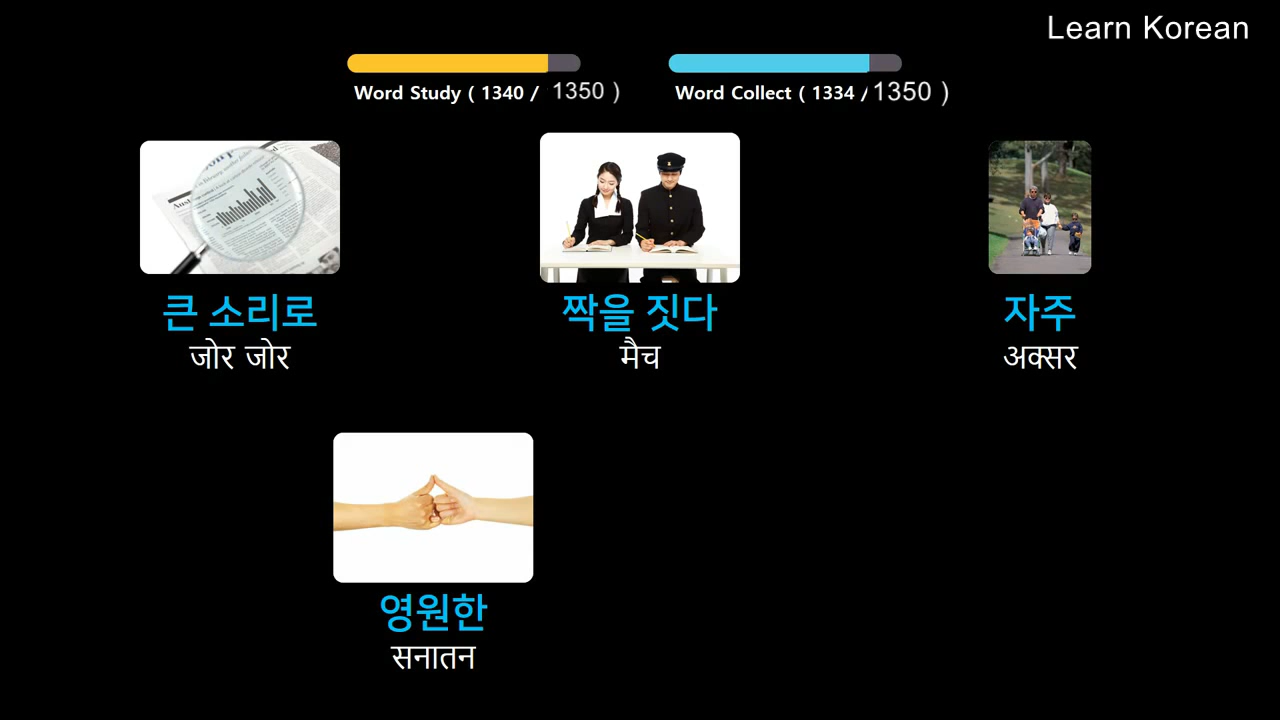 Learn Korean
Word Study ( 1340 / 1350 )
Word Collect ( 1334 / 1350 )
큰 소리로
जोर जोर
짝을 짓다
मैच
자주
अक्सर
영원한
सनातन